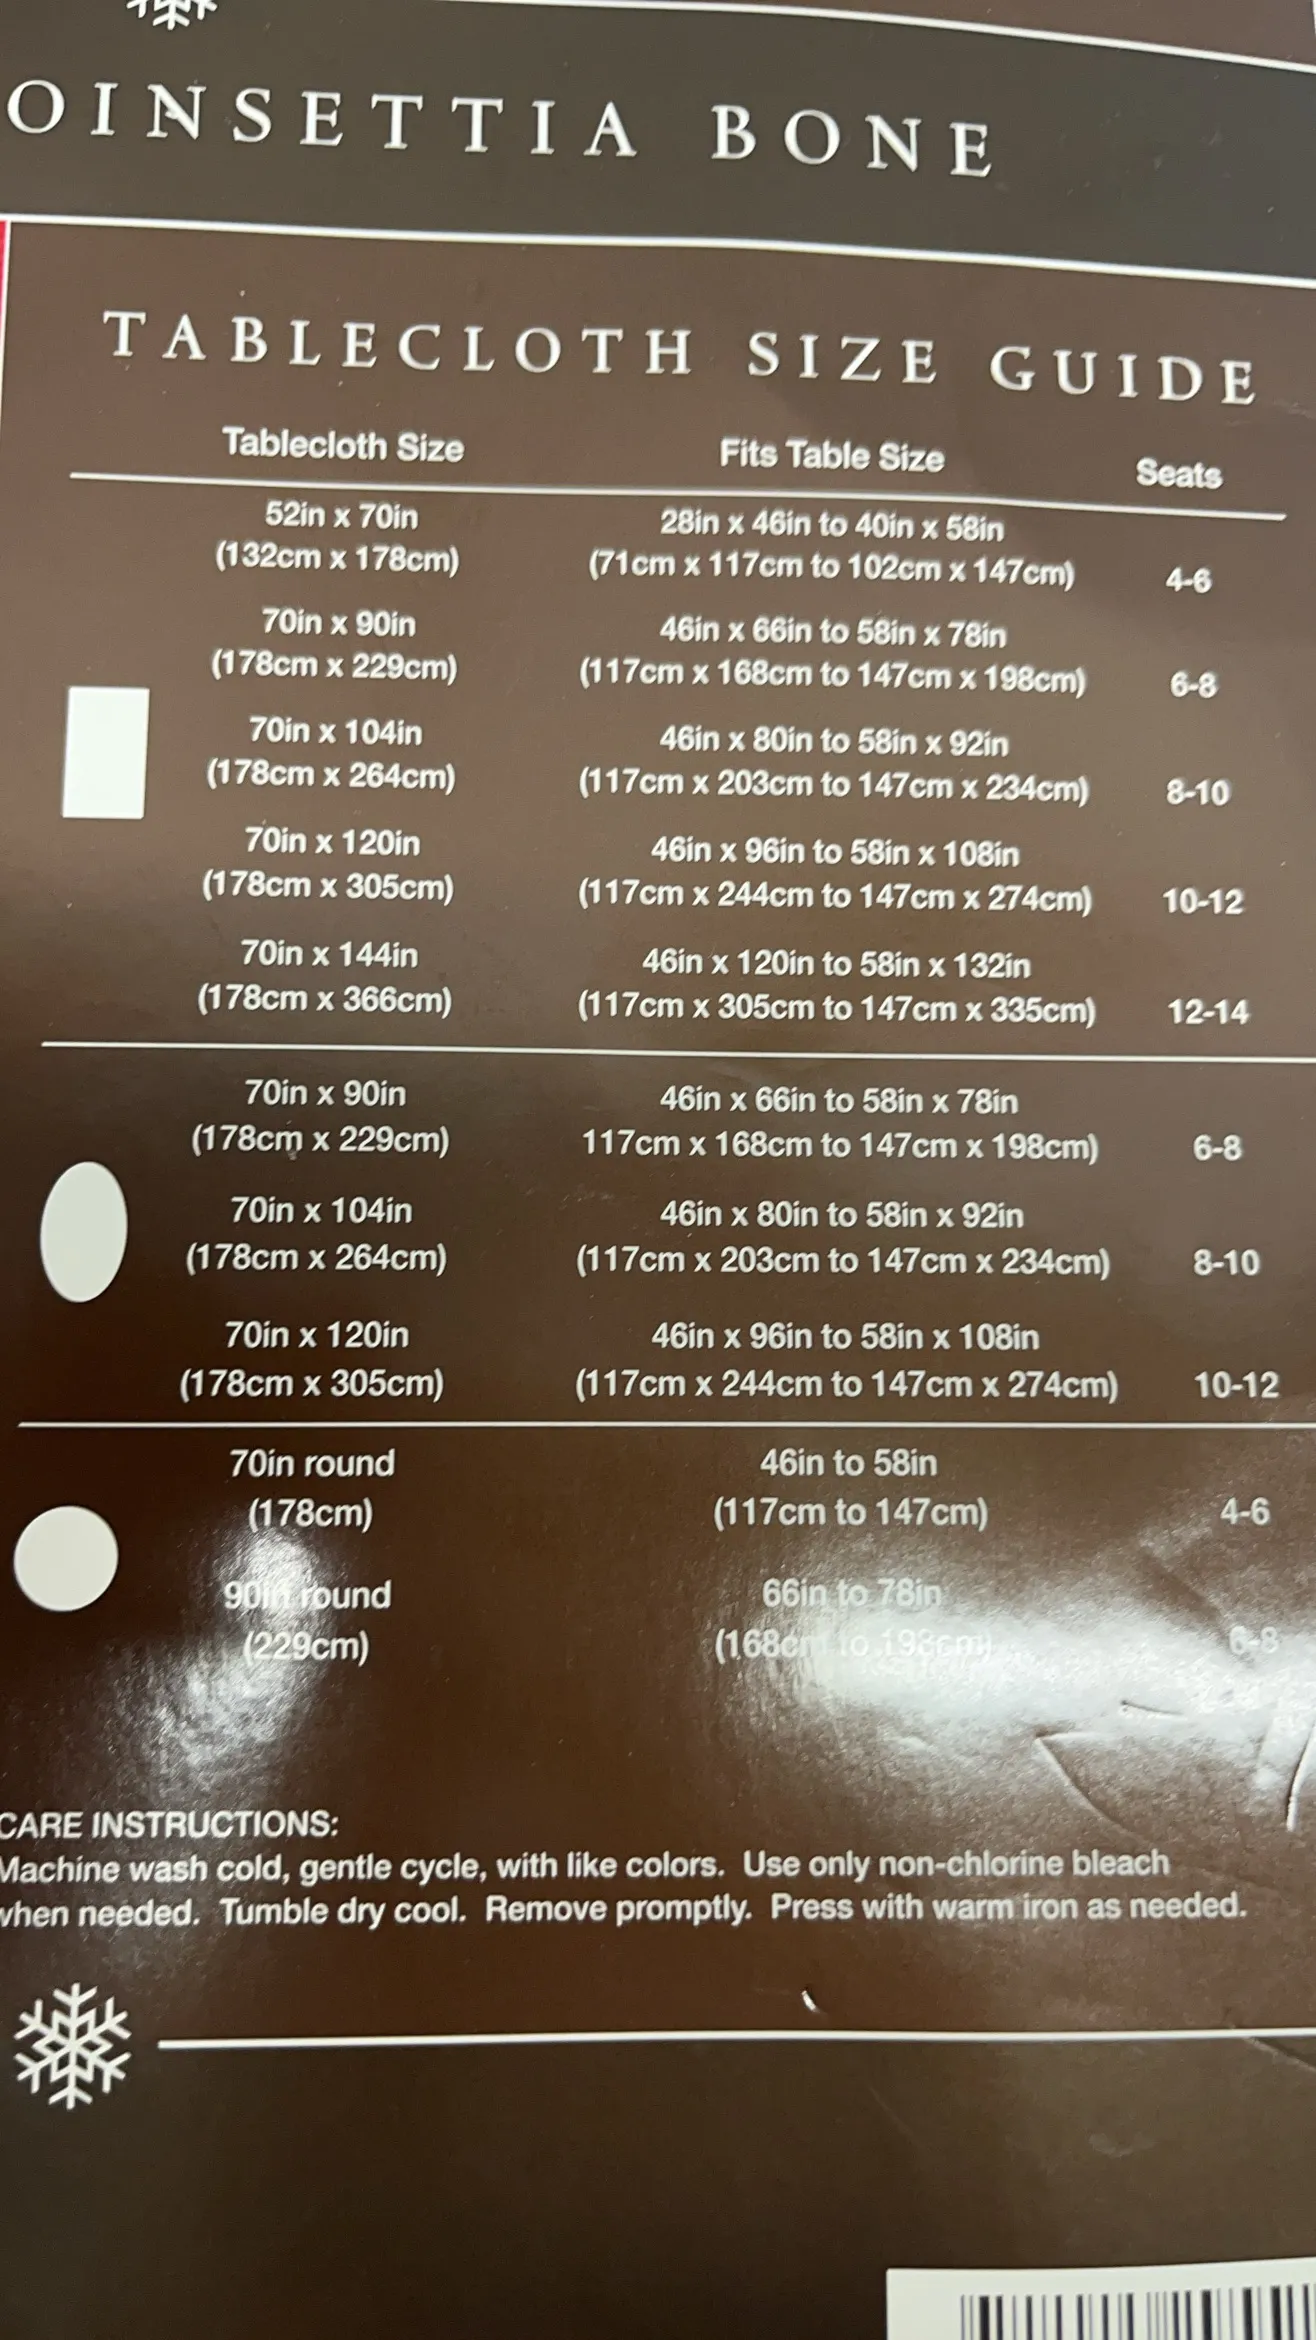 OINSETTIA BONE
TABLECLOTH SIZE GUIDE
Tablecloth Size Fits Table Size Seats
52in x 70in 28in x 46in to 40in x 58in
(132cm x 178cm) (71cm x 117cm to 102cm x 147cm) 4-6
70in x 90in 46in x 66in to 58in x 78in
(178cm x 229cm) (117cm x 168cm to 147cm x 198cm) 6-8
70in x 104in 46in x 80in to 58in x 92in
(178cm x 264cm) (117cm x 203cm to 147cm x 234cm) 8-10
70in x 120in 46in x 96in to 58in x 108in
(178cm x 305cm) (117cm x 244cm to 147cm x 274cm) 10-12
70in x 144in 46in x 120in to 58in x 132in
(178cm x 366cm) (117cm x 305cm to 147cm x 335cm) 12-14
70in x 90in 46in x 66in to 58in x 78in
(178cm x 229cm) 117cm x 168cm to 147cm x 198cm) 6-8
70in x 104in 46in x 80in to 58in x 92in
(178cm x 264cm) (117cm x 203cm to 147cm x 234cm) 8-10
70in x 120in 46in x 96in to 58in x 108in
(178cm x 305cm) (117cm x 244cm to 147cm x 274cm) 10-12
70in round 46in to 58in
(178cm) (117cm to 147cm) 4-6
90in round 66in to 78in
(229cm) (168cm to 198cm) 6-8
CARE INSTRUCTIONS:
Machine wash cold, gentle cycle, with like colors. Use only non-chlorine bleach
when needed. Tumble dry cool. Remove promptly. Press with warm iron as needed.